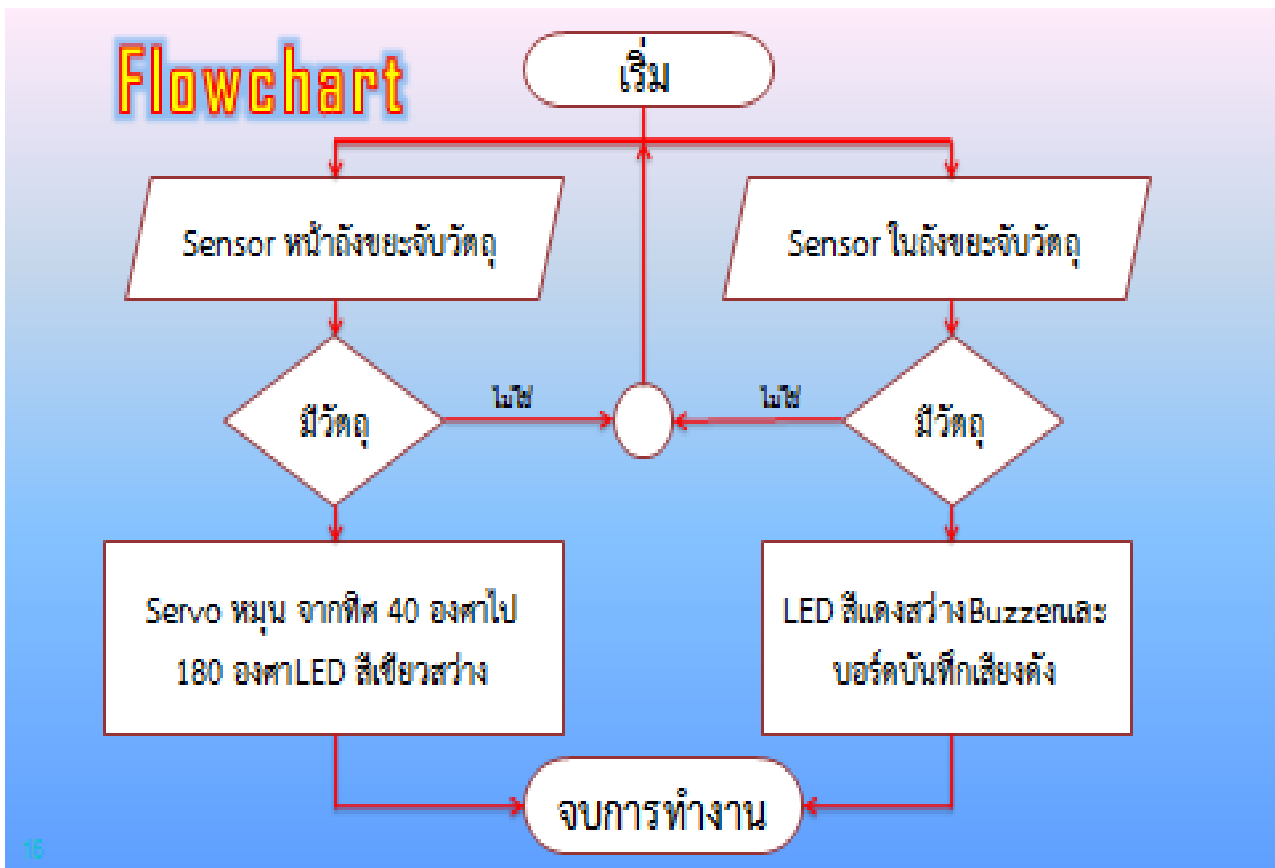 Flowchart
เริ่ม
Sensor หน้าถังขยะจับวัตถุ
Sensor ในถังขยะจับวัตถุ
มีวัตถุ
ไม่ใช่
ไม่ใช่
มีวัตถุ
Servo หมุน จากทิศ 40 องศาไป
180 องศาLED สีเขียวสว่าง
LED สีแดงสว่างBuzzerและ
บอร์ดบันทึกเสียงดัง
จบการทำงาน
16